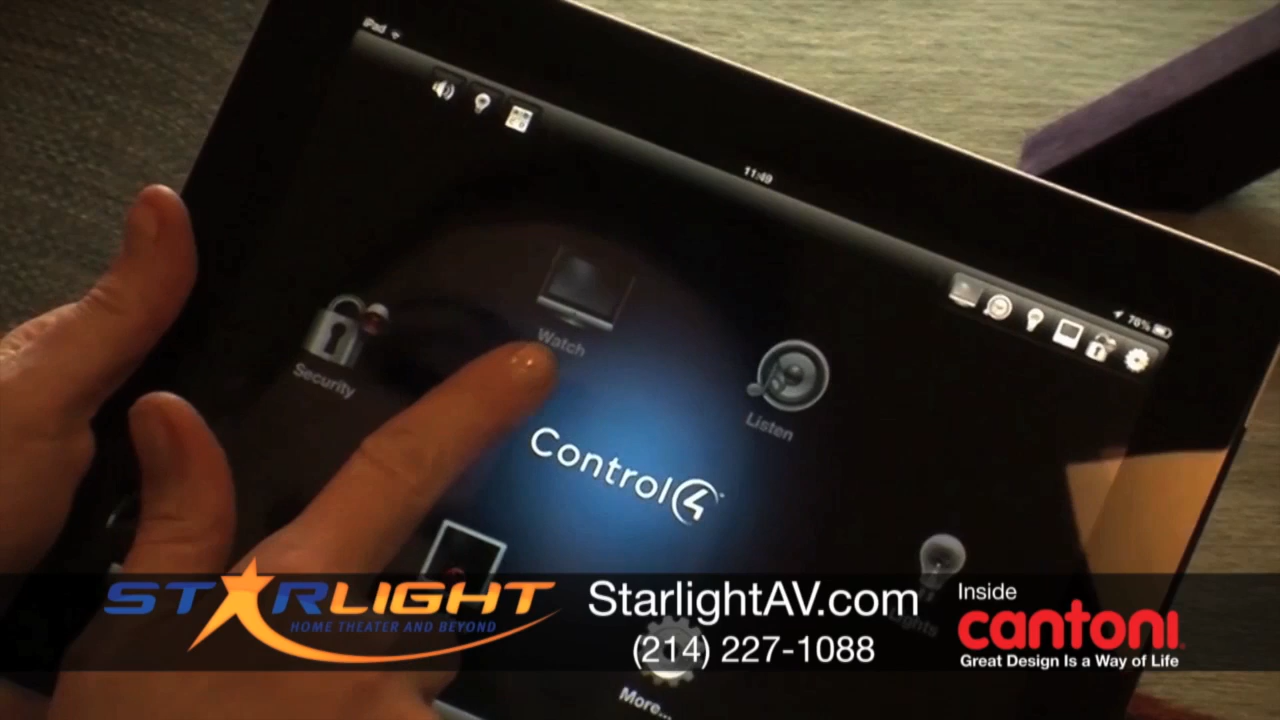 iPad
11:49
76%
Watch
Security
Listen
Control4
Lights
STARLIGHT
HOME THEATER AND BEYOND
StarlightAV.com
(214) 227-1088
Inside
cantoni
Great Design Is a Way of Life
More...